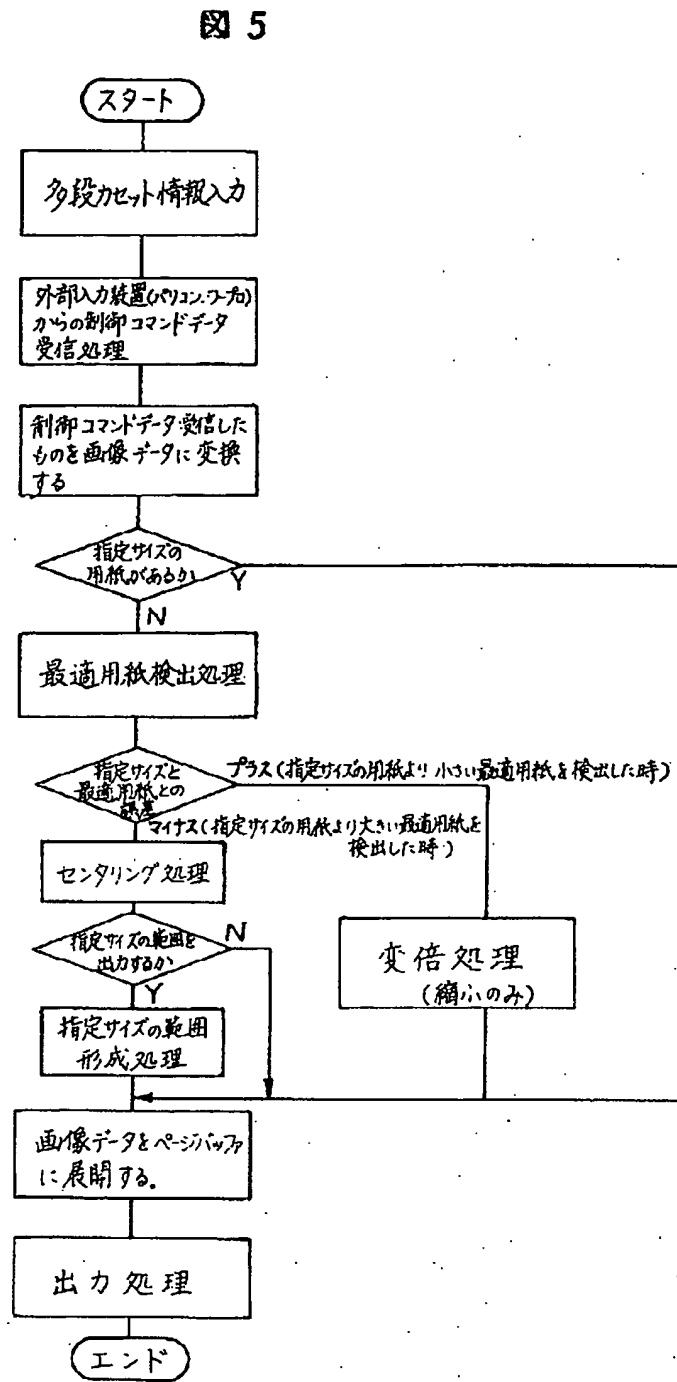 図 5
スタート
多段カセット情報入力
外部入力装置(パソコン.ワープロ)
からの制御コマンドデータ
受信処理
制御コマンドデータ受信した
ものを画像データに変換
する
指定サイズの
用紙があるか
Y
N
最適用紙検出処理
指定サイズと
最適用紙との
誤差
プラス(指定サイズの用紙より小さい最適用紙を検出した時)
マイナス(指定サイズの用紙より大きい最適用紙を
検出した時)
センタリング処理
指定サイズの範囲を
出力するか
N
Y
変倍処理
(縮小のみ)
指定サイズの範囲
形成処理
画像データをページバッファ
に展開する。
出力処理
エンド